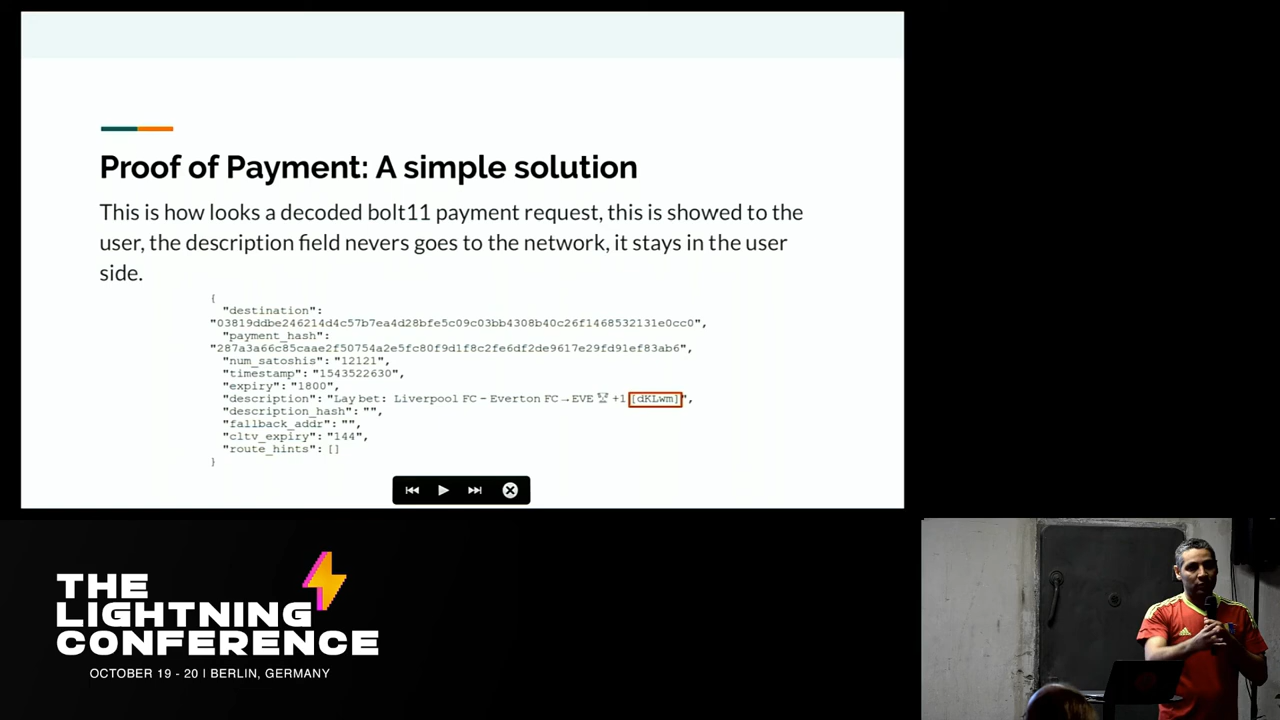 Proof of Payment: A simple solution
This is how looks a decoded bolt11 payment request, this is showed to the
user, the description field nevers goes to the network, it stays in the user
side.
{
"destination":
"03819ddbe246214d4c57b7ea4d28bfe5c09c03bb4308b40c26f1468532131e0cc0",
"payment_hash":
"287a3a66c85caae2f50754a2e5fc80f9d1f8c2fe6df2de9617e29fd91ef83ab6",
"num_satoshis": "12121",
"timestamp": "1543522630",
"expiry": "1800",
"description": "Lay bet: Liverpool FC - Everton FC → EVE +1 [dKLwm]",
"description_hash": "",
"fallback_addr": "",
"cltv_expiry": "144",
"route_hints": []
}
THE
LIGHTNING
CONFERENCE
OCTOBER 19 - 20 | BERLIN, GERMANY